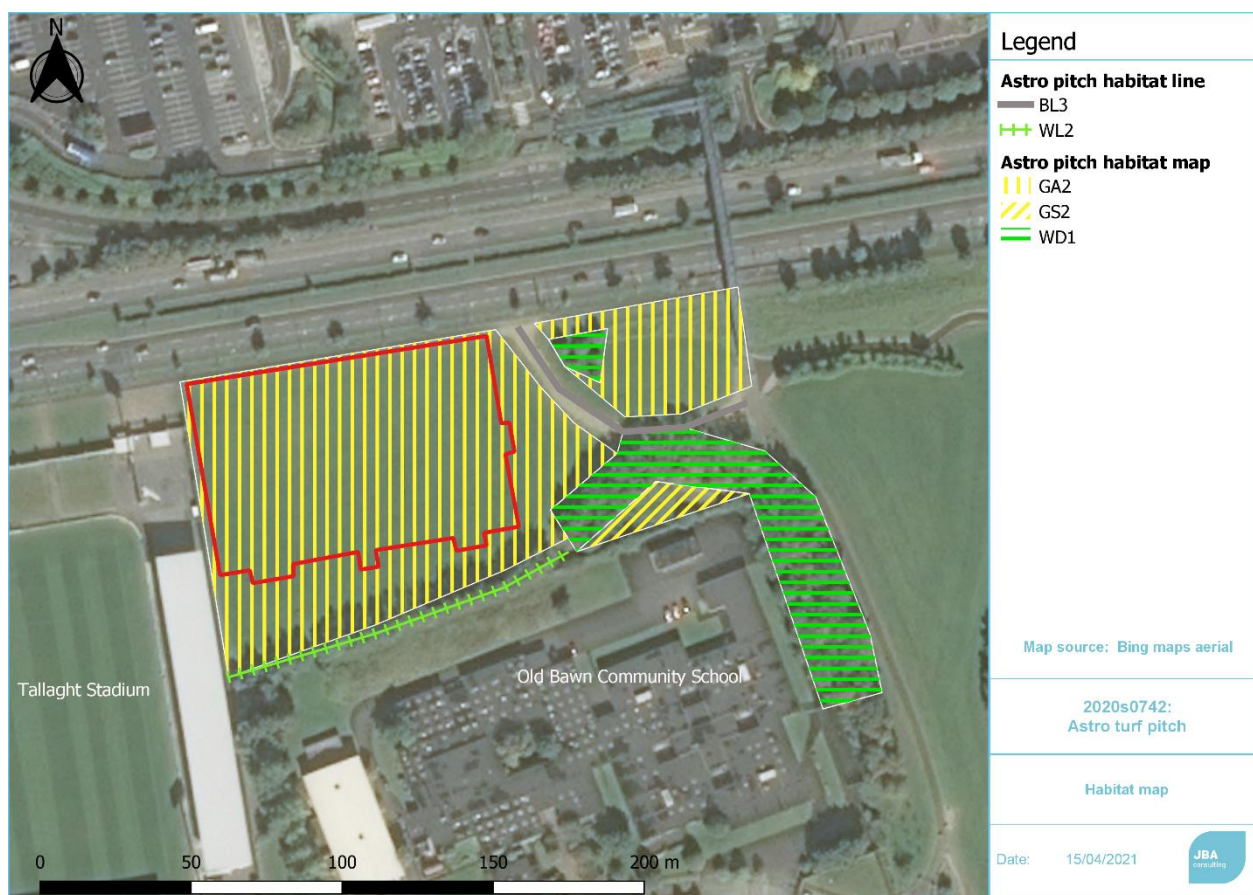 N
Tallaght Stadium
Old Bawn Community School
0 50 100 150 200 m
Legend
Astro pitch habitat line
BL3
WL2
Astro pitch habitat map
GA2
GS2
WD1
Map source: Bing maps aerial
2020s0742:
Astro turf pitch
Habitat map
Date: 15/04/2021
JBA
consulting